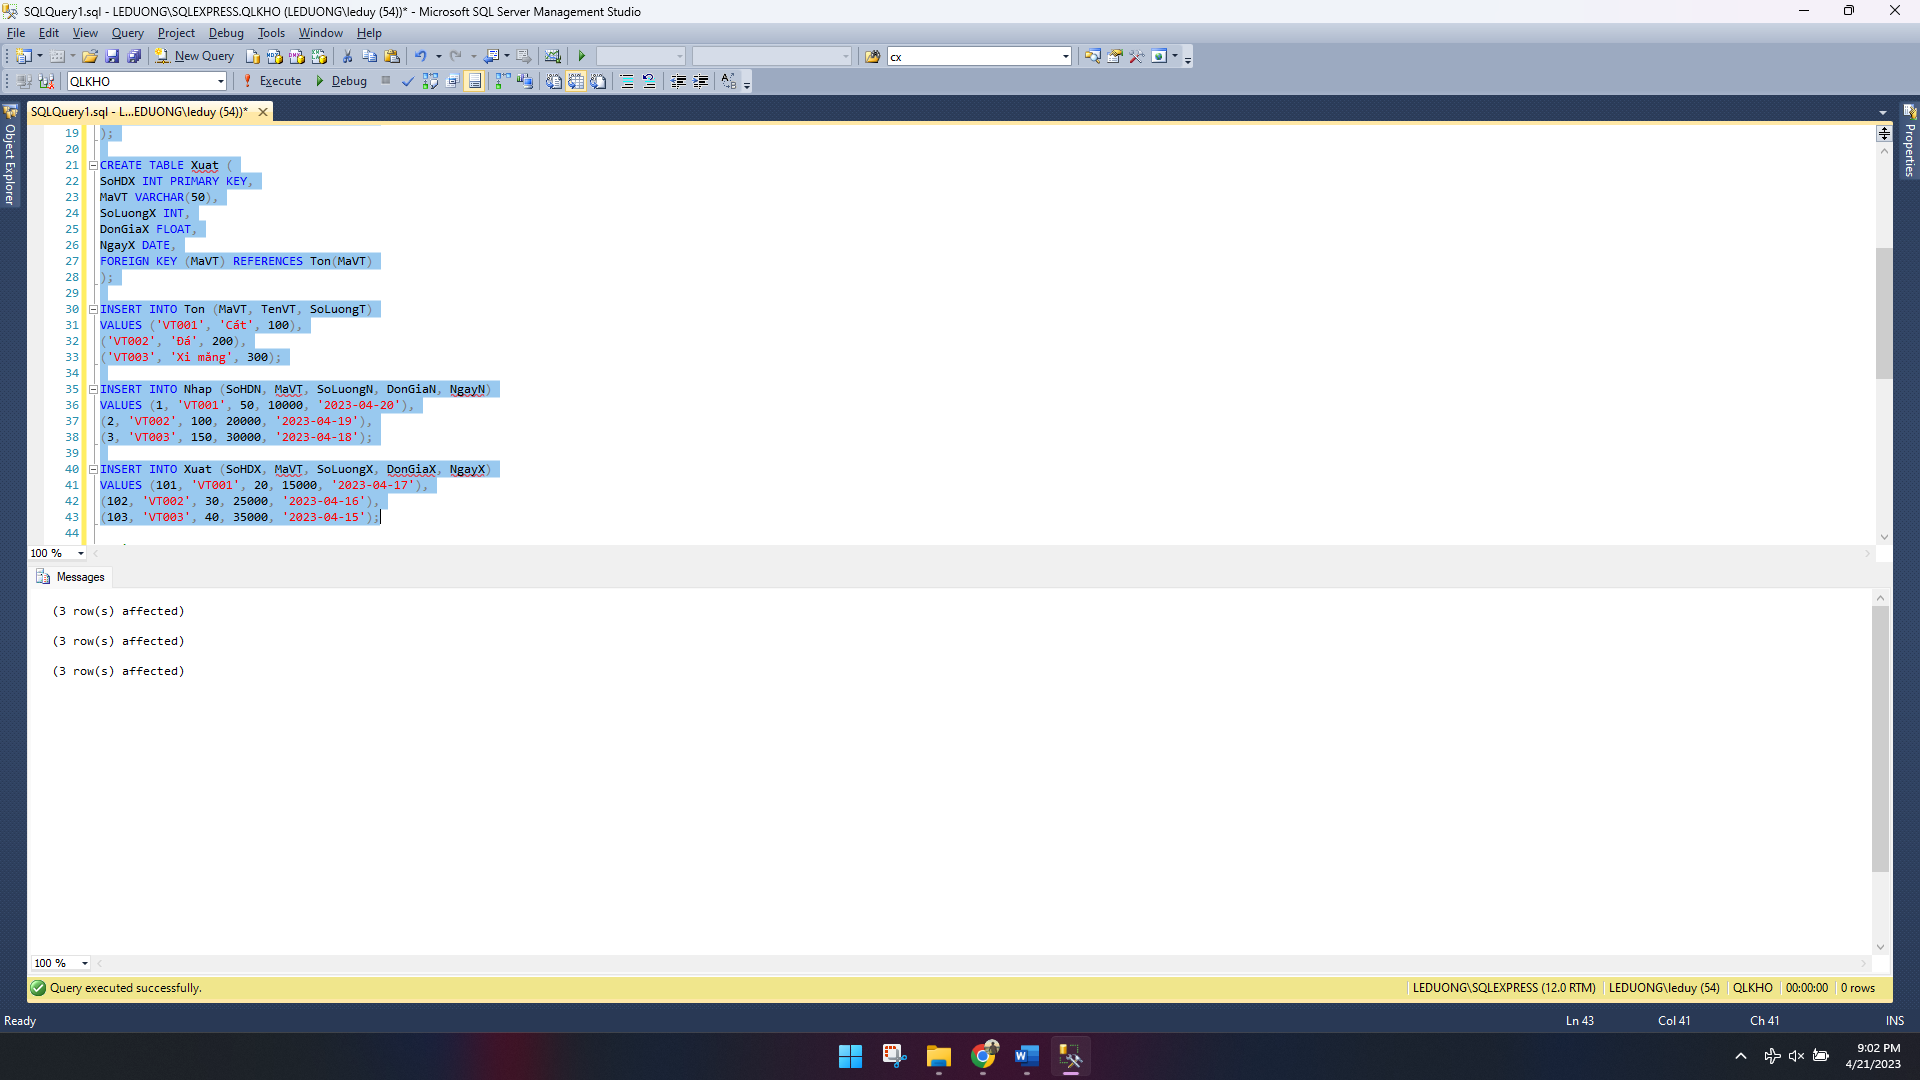 SQLQuery1.sql - LEDUONG\SQLEXPRESS.QLKHO (LEDUONG\leduy (54))* - Microsoft SQL Server Management Studio
File Edit View Query Project Debug Tools Window Help
New Query cx
QLKHO Execute Debug
SQLQuery1.sql - L...EDUONG\leduy (54))*
Object Explorer
Properties
19 );
20
21 CREATE TABLE Xuat (
22 SoHDX INT PRIMARY KEY,
23 MaVT VARCHAR(50),
24 SoLuongX INT,
25 DonGiaX FLOAT,
26 NgayX DATE,
27 FOREIGN KEY (MaVT) REFERENCES Ton(MaVT)
28 );
29
30 INSERT INTO Ton (MaVT, TenVT, SoLuongT)
31 VALUES ('VT001', 'Cát', 100),
32 ('VT002', 'Đá', 200),
33 ('VT003', 'Xi măng', 300);
34
35 INSERT INTO Nhap (SoHDN, MaVT, SoLuongN, DonGiaN, NgayN)
36 VALUES (1, 'VT001', 50, 10000, '2023-04-20'),
37 (2, 'VT002', 100, 20000, '2023-04-19'),
38 (3, 'VT003', 150, 30000, '2023-04-18');
39
40 INSERT INTO Xuat (SoHDX, MaVT, SoLuongX, DonGiaX, NgayX)
41 VALUES (101, 'VT001', 20, 15000, '2023-04-17'),
42 (102, 'VT002', 30, 25000, '2023-04-16'),
43 (103, 'VT003', 40, 35000, '2023-04-15');
44
100 %
Messages
(3 row(s) affected)
(3 row(s) affected)
(3 row(s) affected)
100 %
Query executed successfully. LEDUONG\SQLEXPRESS (12.0 RTM) LEDUONG\leduy (54) QLKHO 00:00:00 0 rows
Ready Ln 43 Col 41 Ch 41 INS
9:02 PM
4/21/2023